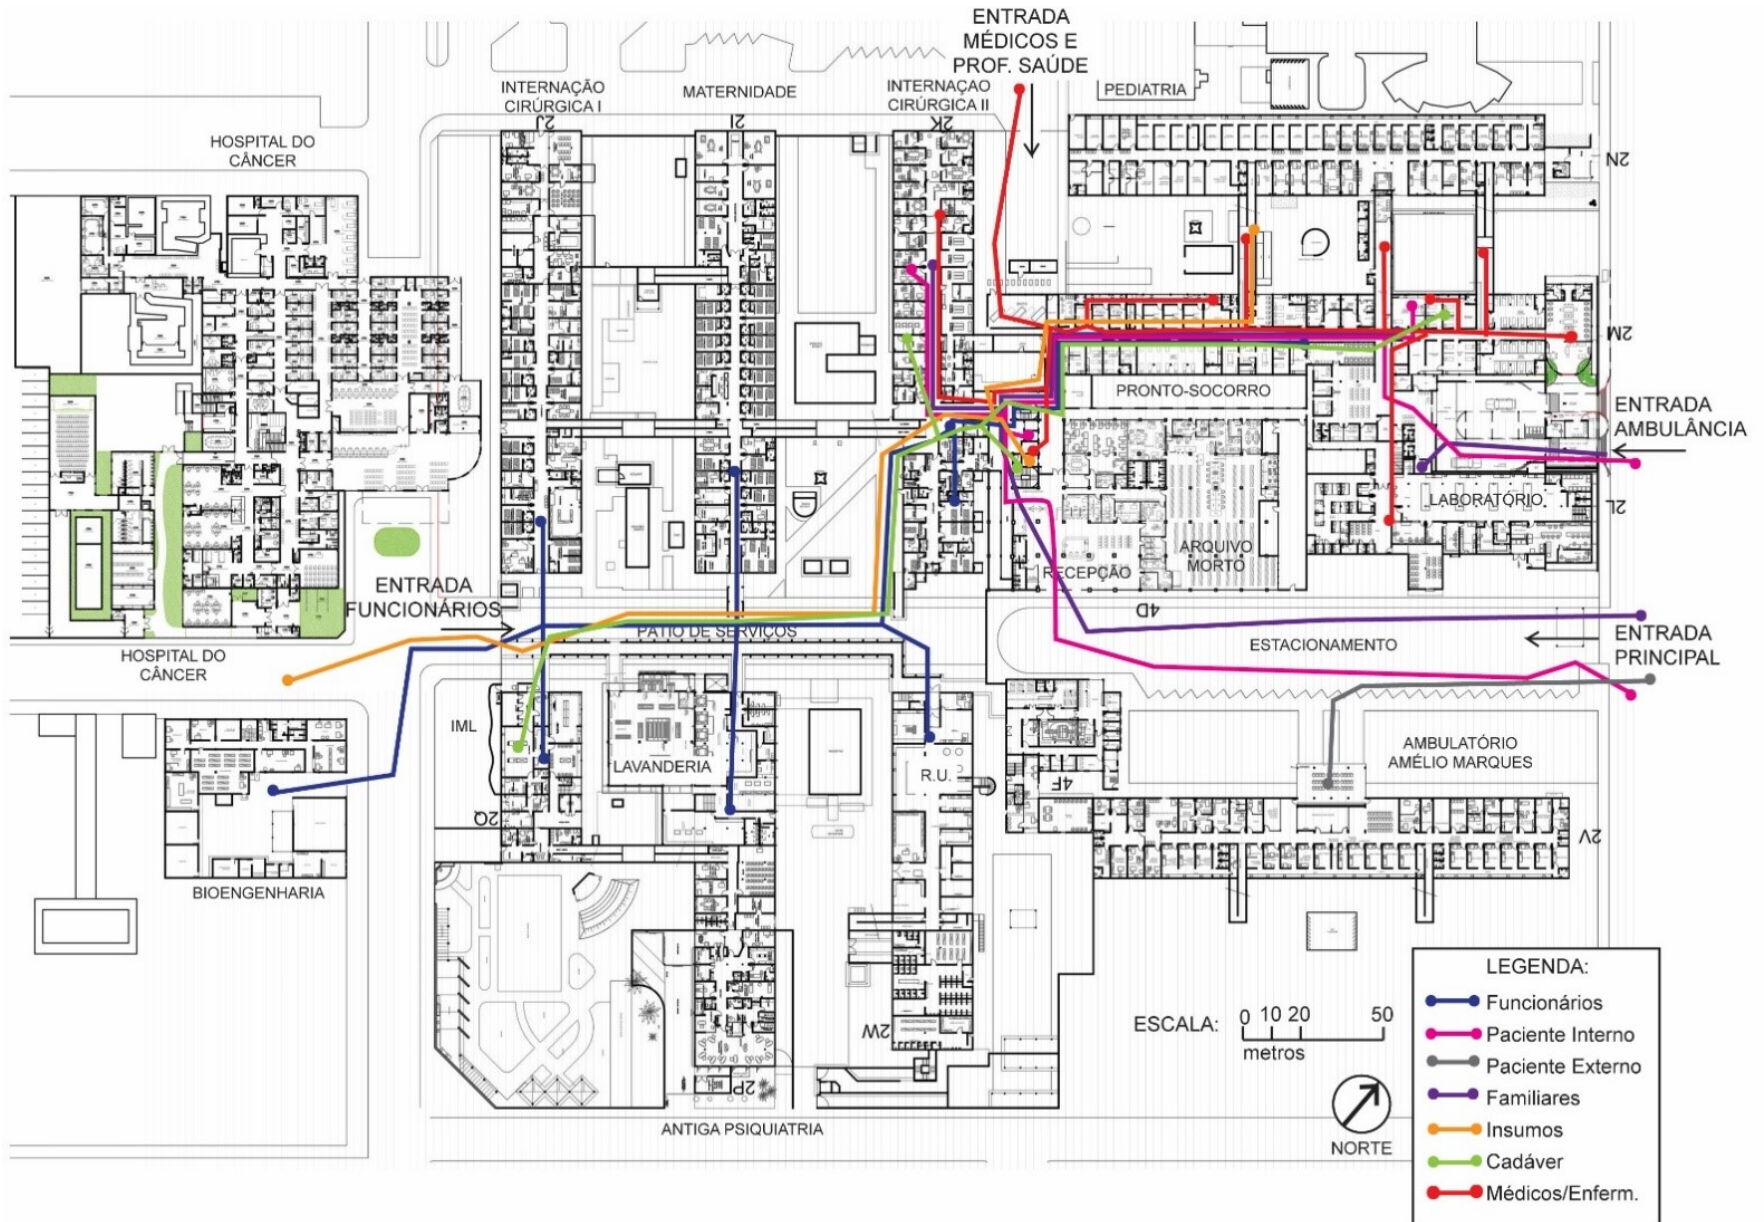 ENTRADA
MÉDICOS E
PROF. SAÚDE
INTERNAÇÃO
CIRÚRGICA I
MATERNIDADE
INTERNAÇAO
CIRÚRGICA II
PEDIATRIA
2J
2I
2K
2N
HOSPITAL DO
CÂNCER
2M
PRONTO-SOCORRO
ENTRADA
AMBULÂNCIA
LABORATÓRIO
2L
ARQUIVO
MORTO
RECEPÇÃO
4D
ENTRADA
FUNCIONÁRIOS
PATIO DE SERVIÇOS
ESTACIONAMENTO
ENTRADA
PRINCIPAL
HOSPITAL DO
CÂNCER
IML
LAVANDERIA
R.U.
4F
AMBULATÓRIO
AMÉLIO MARQUES
2Q
2V
BIOENGENHARIA
2W
2P
ANTIGA PSIQUIATRIA
ESCALA:
0 10 20 50
metros
NORTE
LEGENDA:
Funcionários
Paciente Interno
Paciente Externo
Familiares
Insumos
Cadáver
Médicos/Enferm.